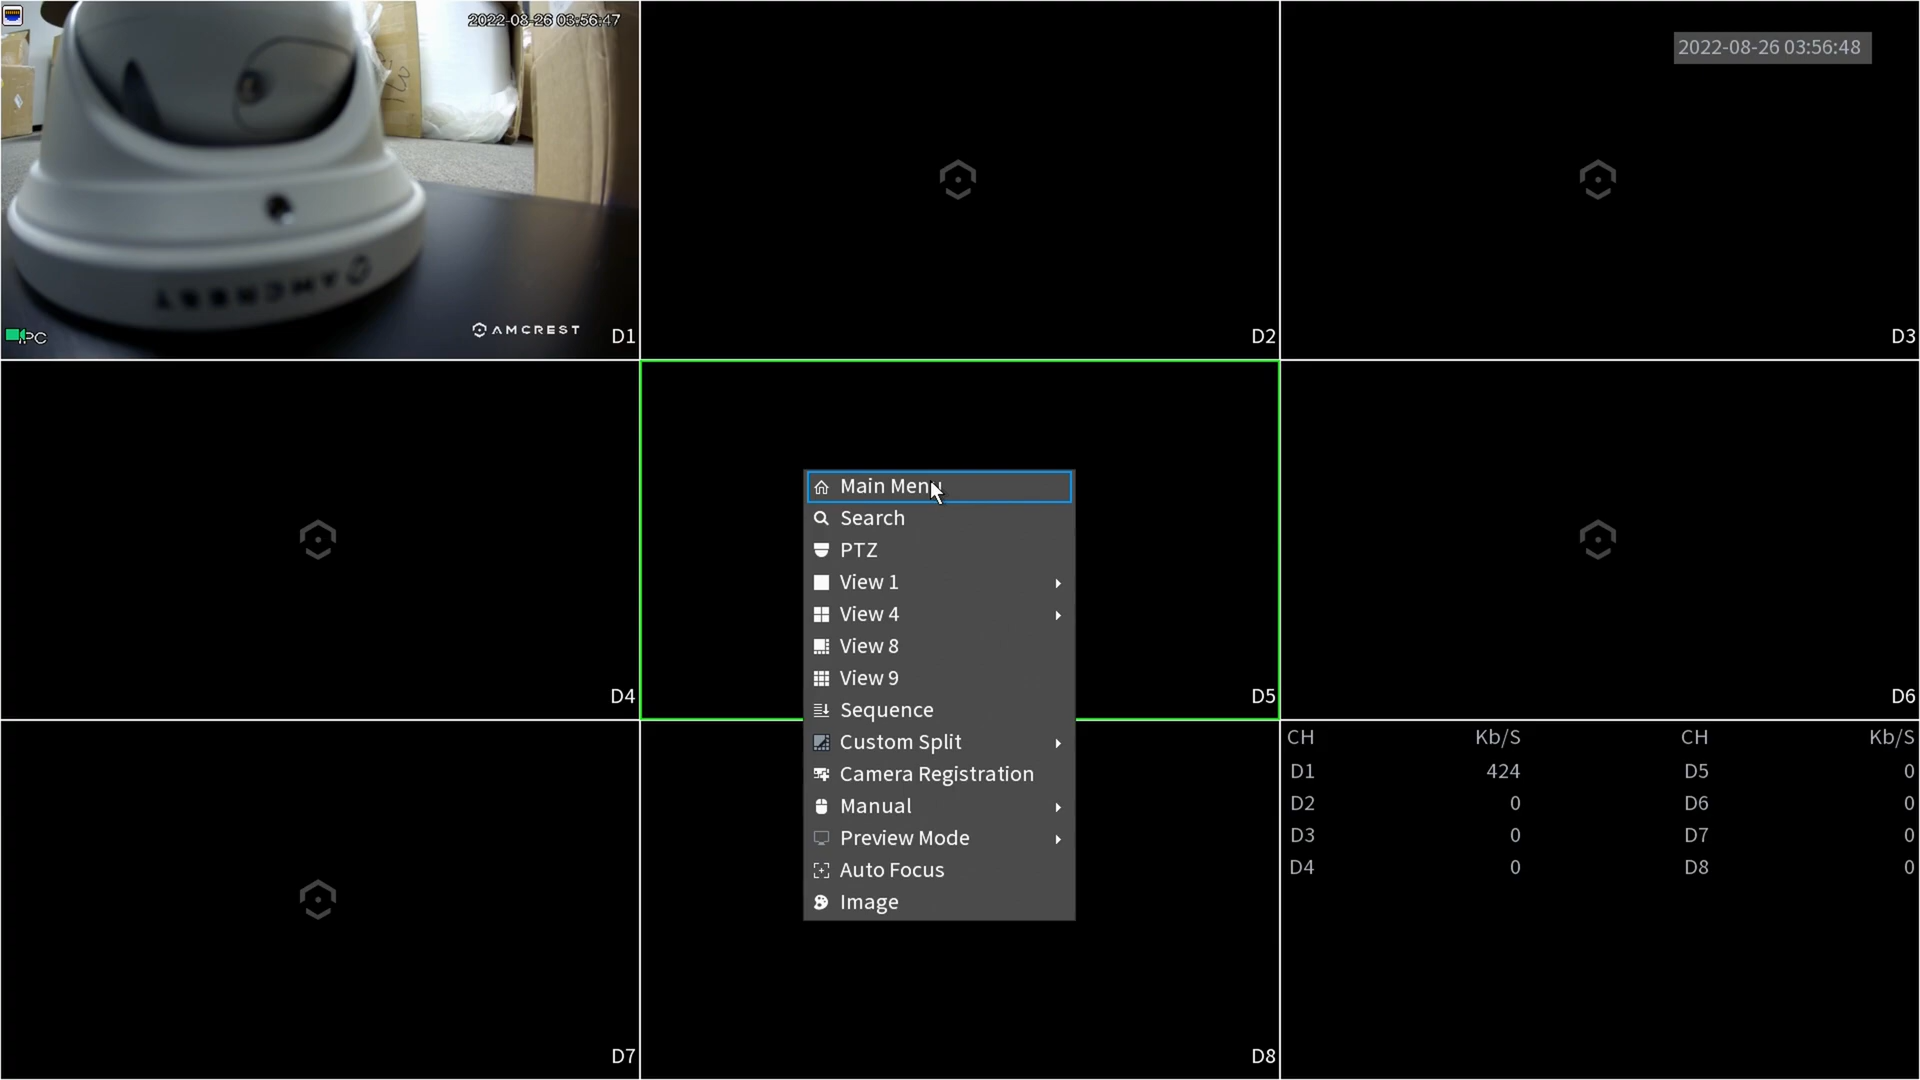 2022-08-26 03:56:47
2022-08-26 03:56:48
AMCREST
IPC
AMCREST
D1
D2
D3
D4
D5
D6
Main Menu
Search
PTZ
View 1
View 4
View 8
View 9
Sequence
Custom Split
Camera Registration
Manual
Preview Mode
Auto Focus
Image
D7
D8
CH Kb/S CH Kb/S
D1 424 D5 0
D2 0 D6 0
D3 0 D7 0
D4 0 D8 0